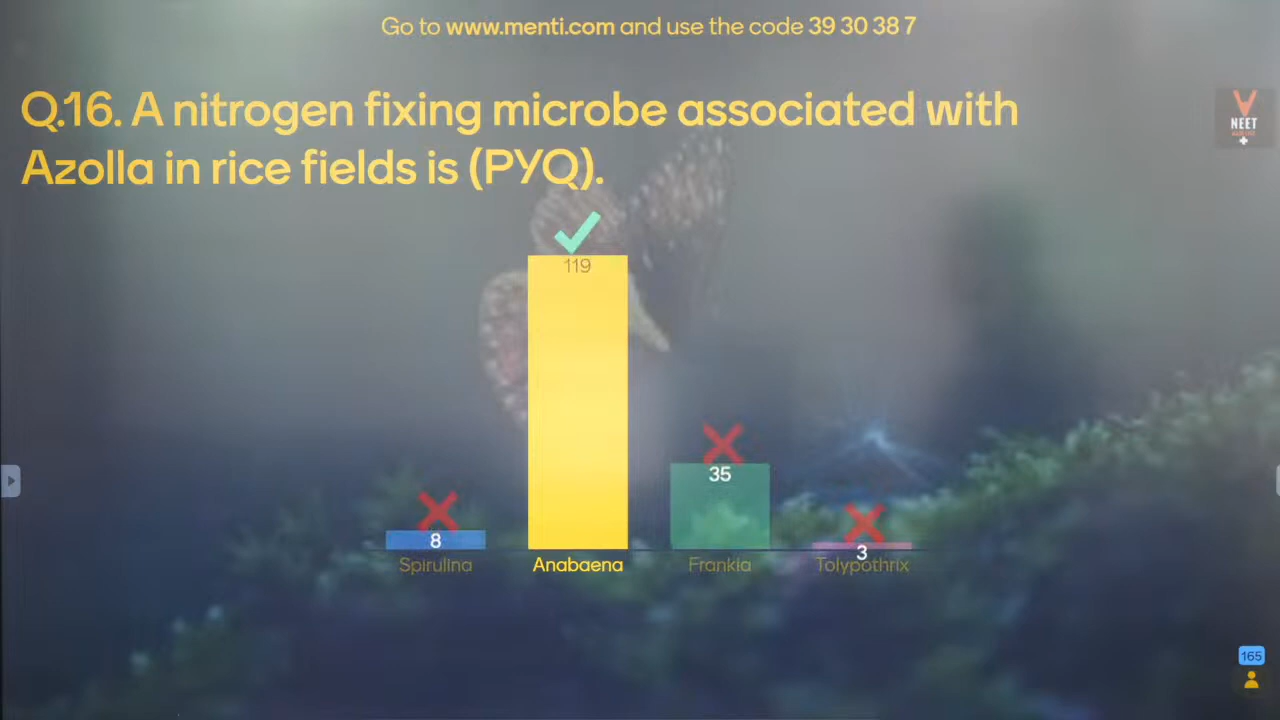 Go to www.menti.com and use the code 39 30 38 7
Q.16. A nitrogen fixing microbe associated with
Azolla in rice fields is (PYQ).
NEET
119
35
8
3
Spirulina
Anabaena
Frankia
Tolypothrix
165